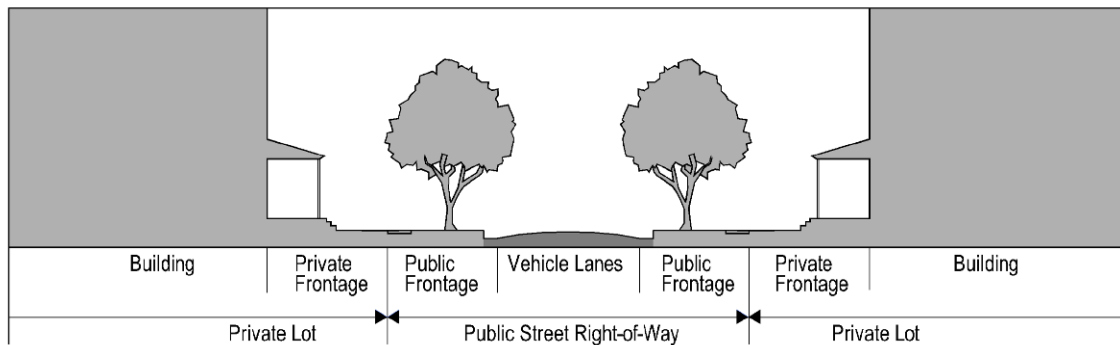 Building
Private
Frontage
Public
Frontage
Vehicle Lanes
Public
Frontage
Private
Frontage
Building
Private Lot
Public Street Right-of-Way
Private Lot